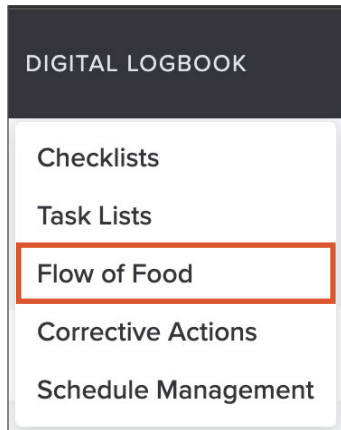 DIGITAL LOGBOOK
Checklists
Task Lists
Flow of Food
Corrective Actions
Schedule Management